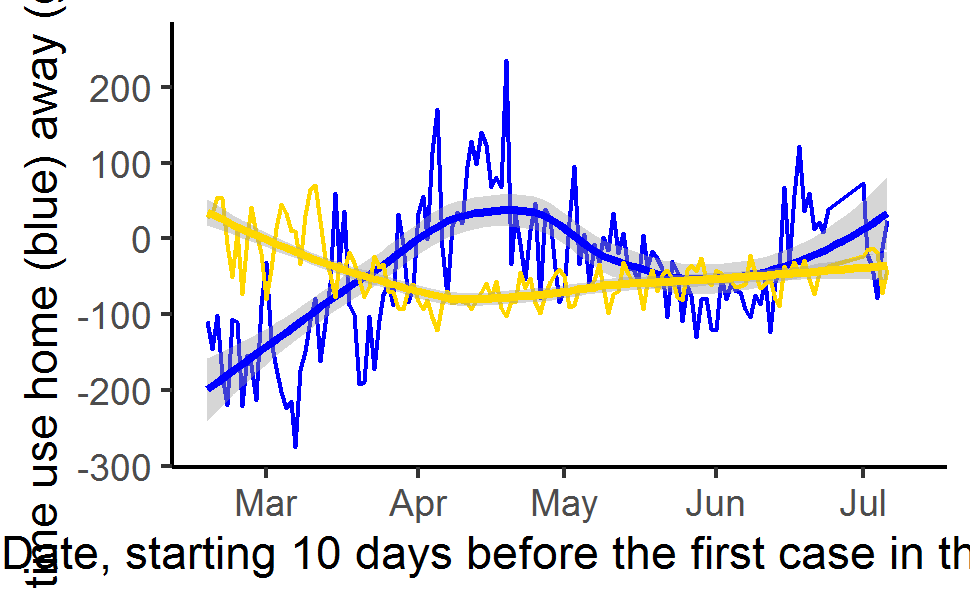 time use home (blue) away (
200
100
0
-100
-200
-300
Mar Apr May Jun Jul
Date, starting 10 days before the first case in th